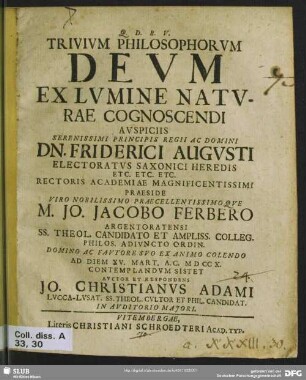 Q. D. B. V.
TRIVIVM PHILOSOPHORVM
DEVM
EX LVMINE NATV-
RAE COGNOSCENDI
AVSPICIIS
SERENISSIMI PRINCIPIS REGII AC DOMINI
DN. FRIDERICI AVGVSTI
ELECTORATVS SAXONICI HEREDIS
ETC. ETC. ETC.
RECTORIS ACADEMIAE MAGNIFICENTISSIMI
PRAESIDE
VIRO NOBILISSIMO PRAECELLENTISSIMOQVE
M. JO. JACOBO FERBERO
ARGENTORATENSI
SS. THEOL. CANDIDATO ET AMPLISS. COLLEG.
PHILOS. ADIVNCTO ORDIN.
DOMINO AC FAVTORE SVO EX ANIMO COLENDO
AD DIEM XV. MART. A. C. M D CC X.
CONTEMPLANDVM SISTET
AVCTOR ET RESPONDENS
24.
JO. CHRISTIANVS ADAMI
LVCCA-LVSAT. SS. THEOL. CVLTOR ET PHIL. CANDIDAT.
IN AVDITORIO MAJORI.
VITEMBERGAE,
Literis CHRISTIANI SCHROEDTERI ACAD. TYP.
Coll. diss. A
33, 30